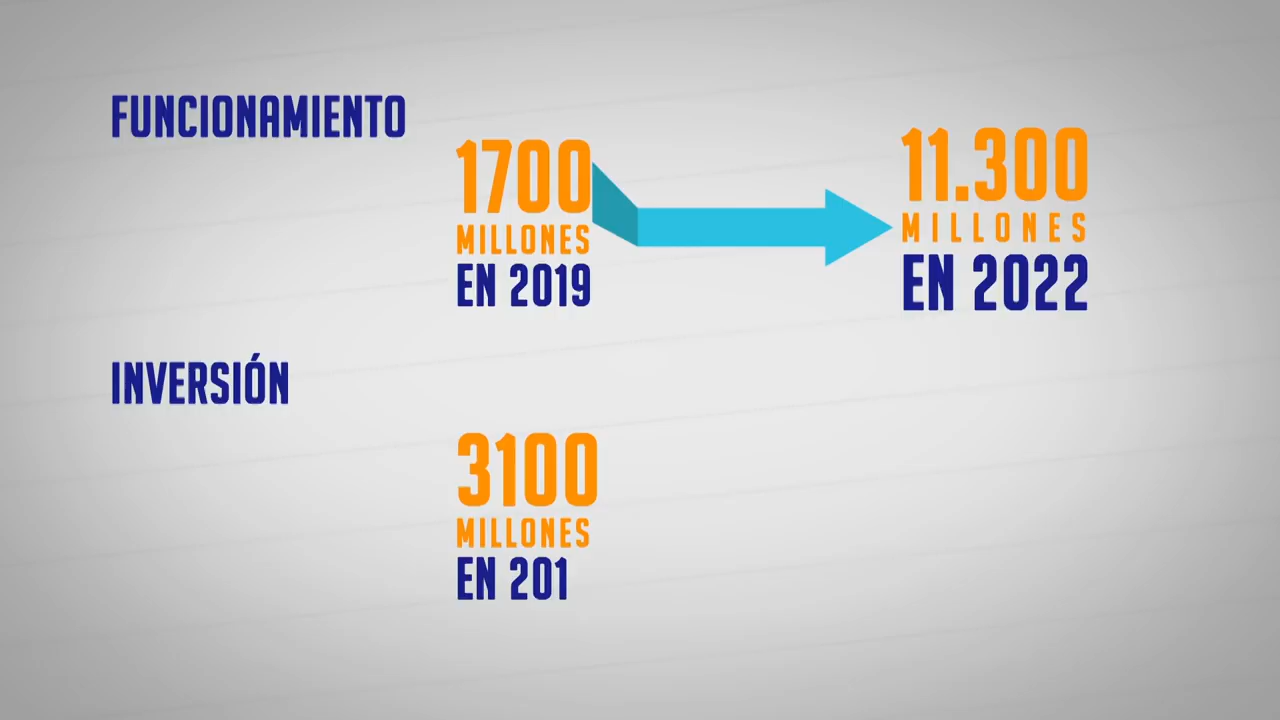 FUNCIONAMIENTO
1700
MILLONES
EN 2019
11.300
MILLONES
EN 2022
INVERSIÓN
3100
MILLONES
EN 201